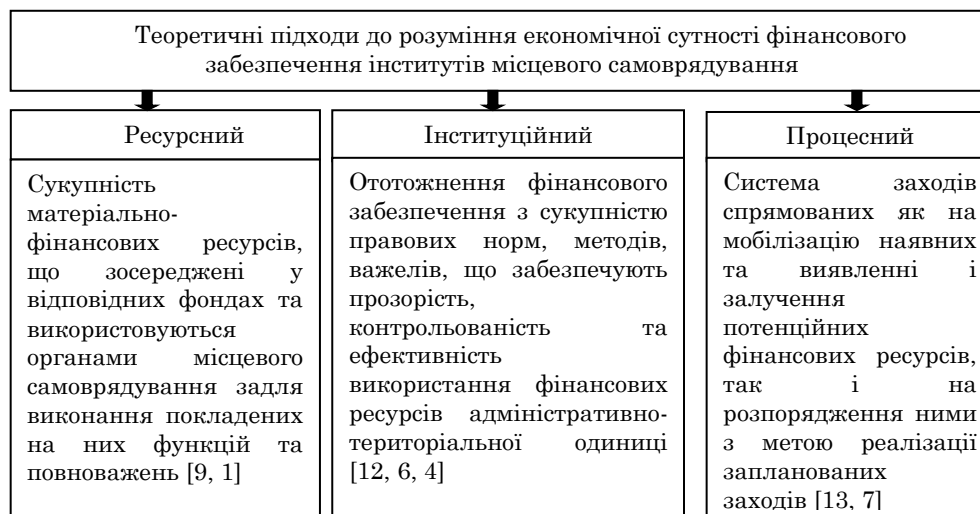 Теоретичні підходи до розуміння економічної сутності фінансового
забезпечення інститутів місцевого самоврядування
Ресурсний
Сукупність
матеріально-
фінансових ресурсів,
що зосереджені у
відповідних фондах та
використовуються
органами місцевого
самоврядування задля
виконання покладених
на них функцій та
повноважень [9, 1]
Інституційний
Ототожнення фінансового
забезпечення з сукупністю
правових норм, методів,
важелів, що забезпечують
прозорість,
контрольованість та
ефективність
використання фінансових
ресурсів адміністративно-
територіальної одиниці
[12, 6, 4]
Процесний
Система заходів
спрямованих як на
мобілізацію наявних
та виявленні і
залучення
потенційних
фінансових ресурсів,
так і на
розпорядження ними
з метою реалізації
запланованих
заходів [13, 7]